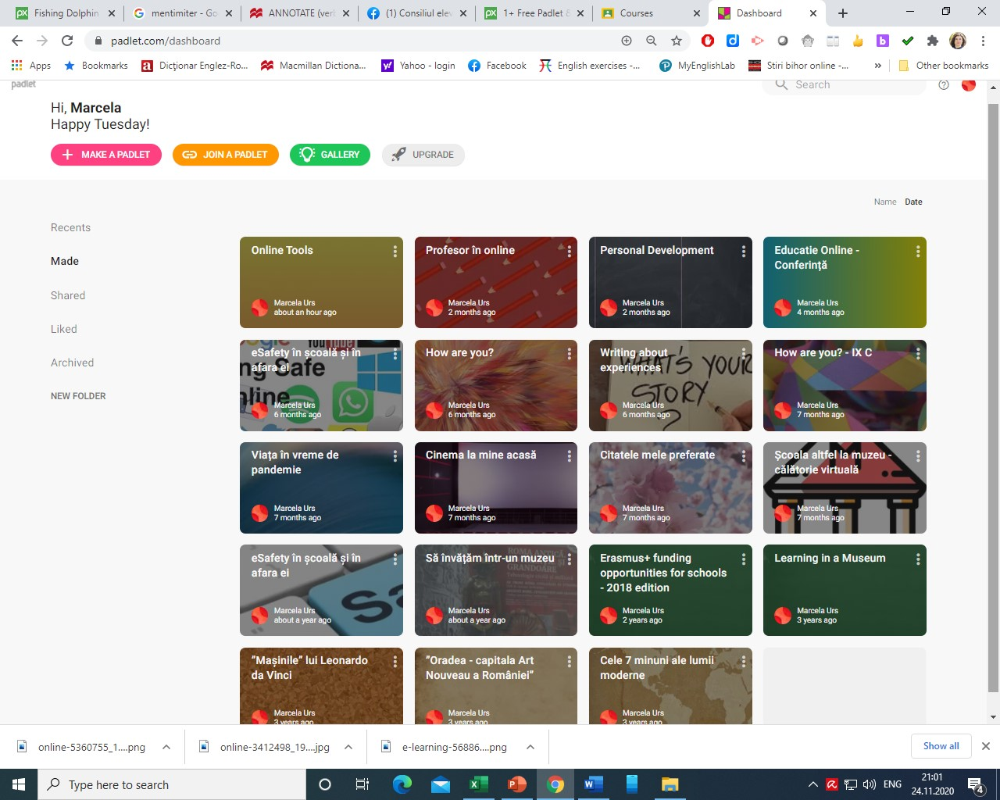 Fishing Dolphin
mentimiter - Go
ANNOTATE (ver
(1) Consiliul elev
1+ Free Padlet &
Courses
Dashboard
padlet.com/dashboard
Apps
Bookmarks
Dicționar Englez-Ro...
Macmillan Dictiona...
Yahoo - login
Facebook
English exercises -...
MyEnglishLab
Stiri bihor online -...
»
Other bookmarks
padlet
Search
Hi, Marcela
Happy Tuesday!
MAKE A PADLET
JOIN A PADLET
GALLERY
UPGRADE
Name Date
Recents
Made
Shared
Liked
Archived
NEW FOLDER
Online Tools
Marcela Urs
about an hour ago
Profesor în online
Marcela Urs
2 months ago
Personal Development
Marcela Urs
2 months ago
Educatie Online -
Conferință
Marcela Urs
4 months ago
eSafety în școală și în
afara ei
Marcela Urs
6 months ago
How are you?
Marcela Urs
6 months ago
Writing about
experiences
WHAT'S YOUR
STORY?
Marcela Urs
6 months ago
How are you? - IX C
Marcela Urs
7 months ago
Viața în vreme de
pandemie
Marcela Urs
7 months ago
Cinema la mine acasă
Marcela Urs
7 months ago
Citatele mele preferate
Marcela Urs
7 months ago
Școala altfel la muzeu -
călătorie virtuală
Marcela Urs
7 months ago
eSafety în școală și în
afara ei
Marcela Urs
about a year ago
Să învățăm într-un muzeu
ROMA ANTICĂ
GRANDOARE
Marcela Urs
about a year ago
Erasmus+ funding
opportunities for schools
- 2018 edition
Marcela Urs
2 years ago
Learning in a Museum
Marcela Urs
3 years ago
”Mașinile” lui Leonardo
da Vinci
Marcela Urs
3 years ago
”Oradea - capitala Art
Nouveau a României”
Marcela Urs
3 years ago
Cele 7 minuni ale lumii
moderne
Marcela Urs
3 years ago
online-5360755_1....png
online-3412498_19....jpg
e-learning-56886....png
Show all
Type here to search
ENG
21:01
24.11.2020
4